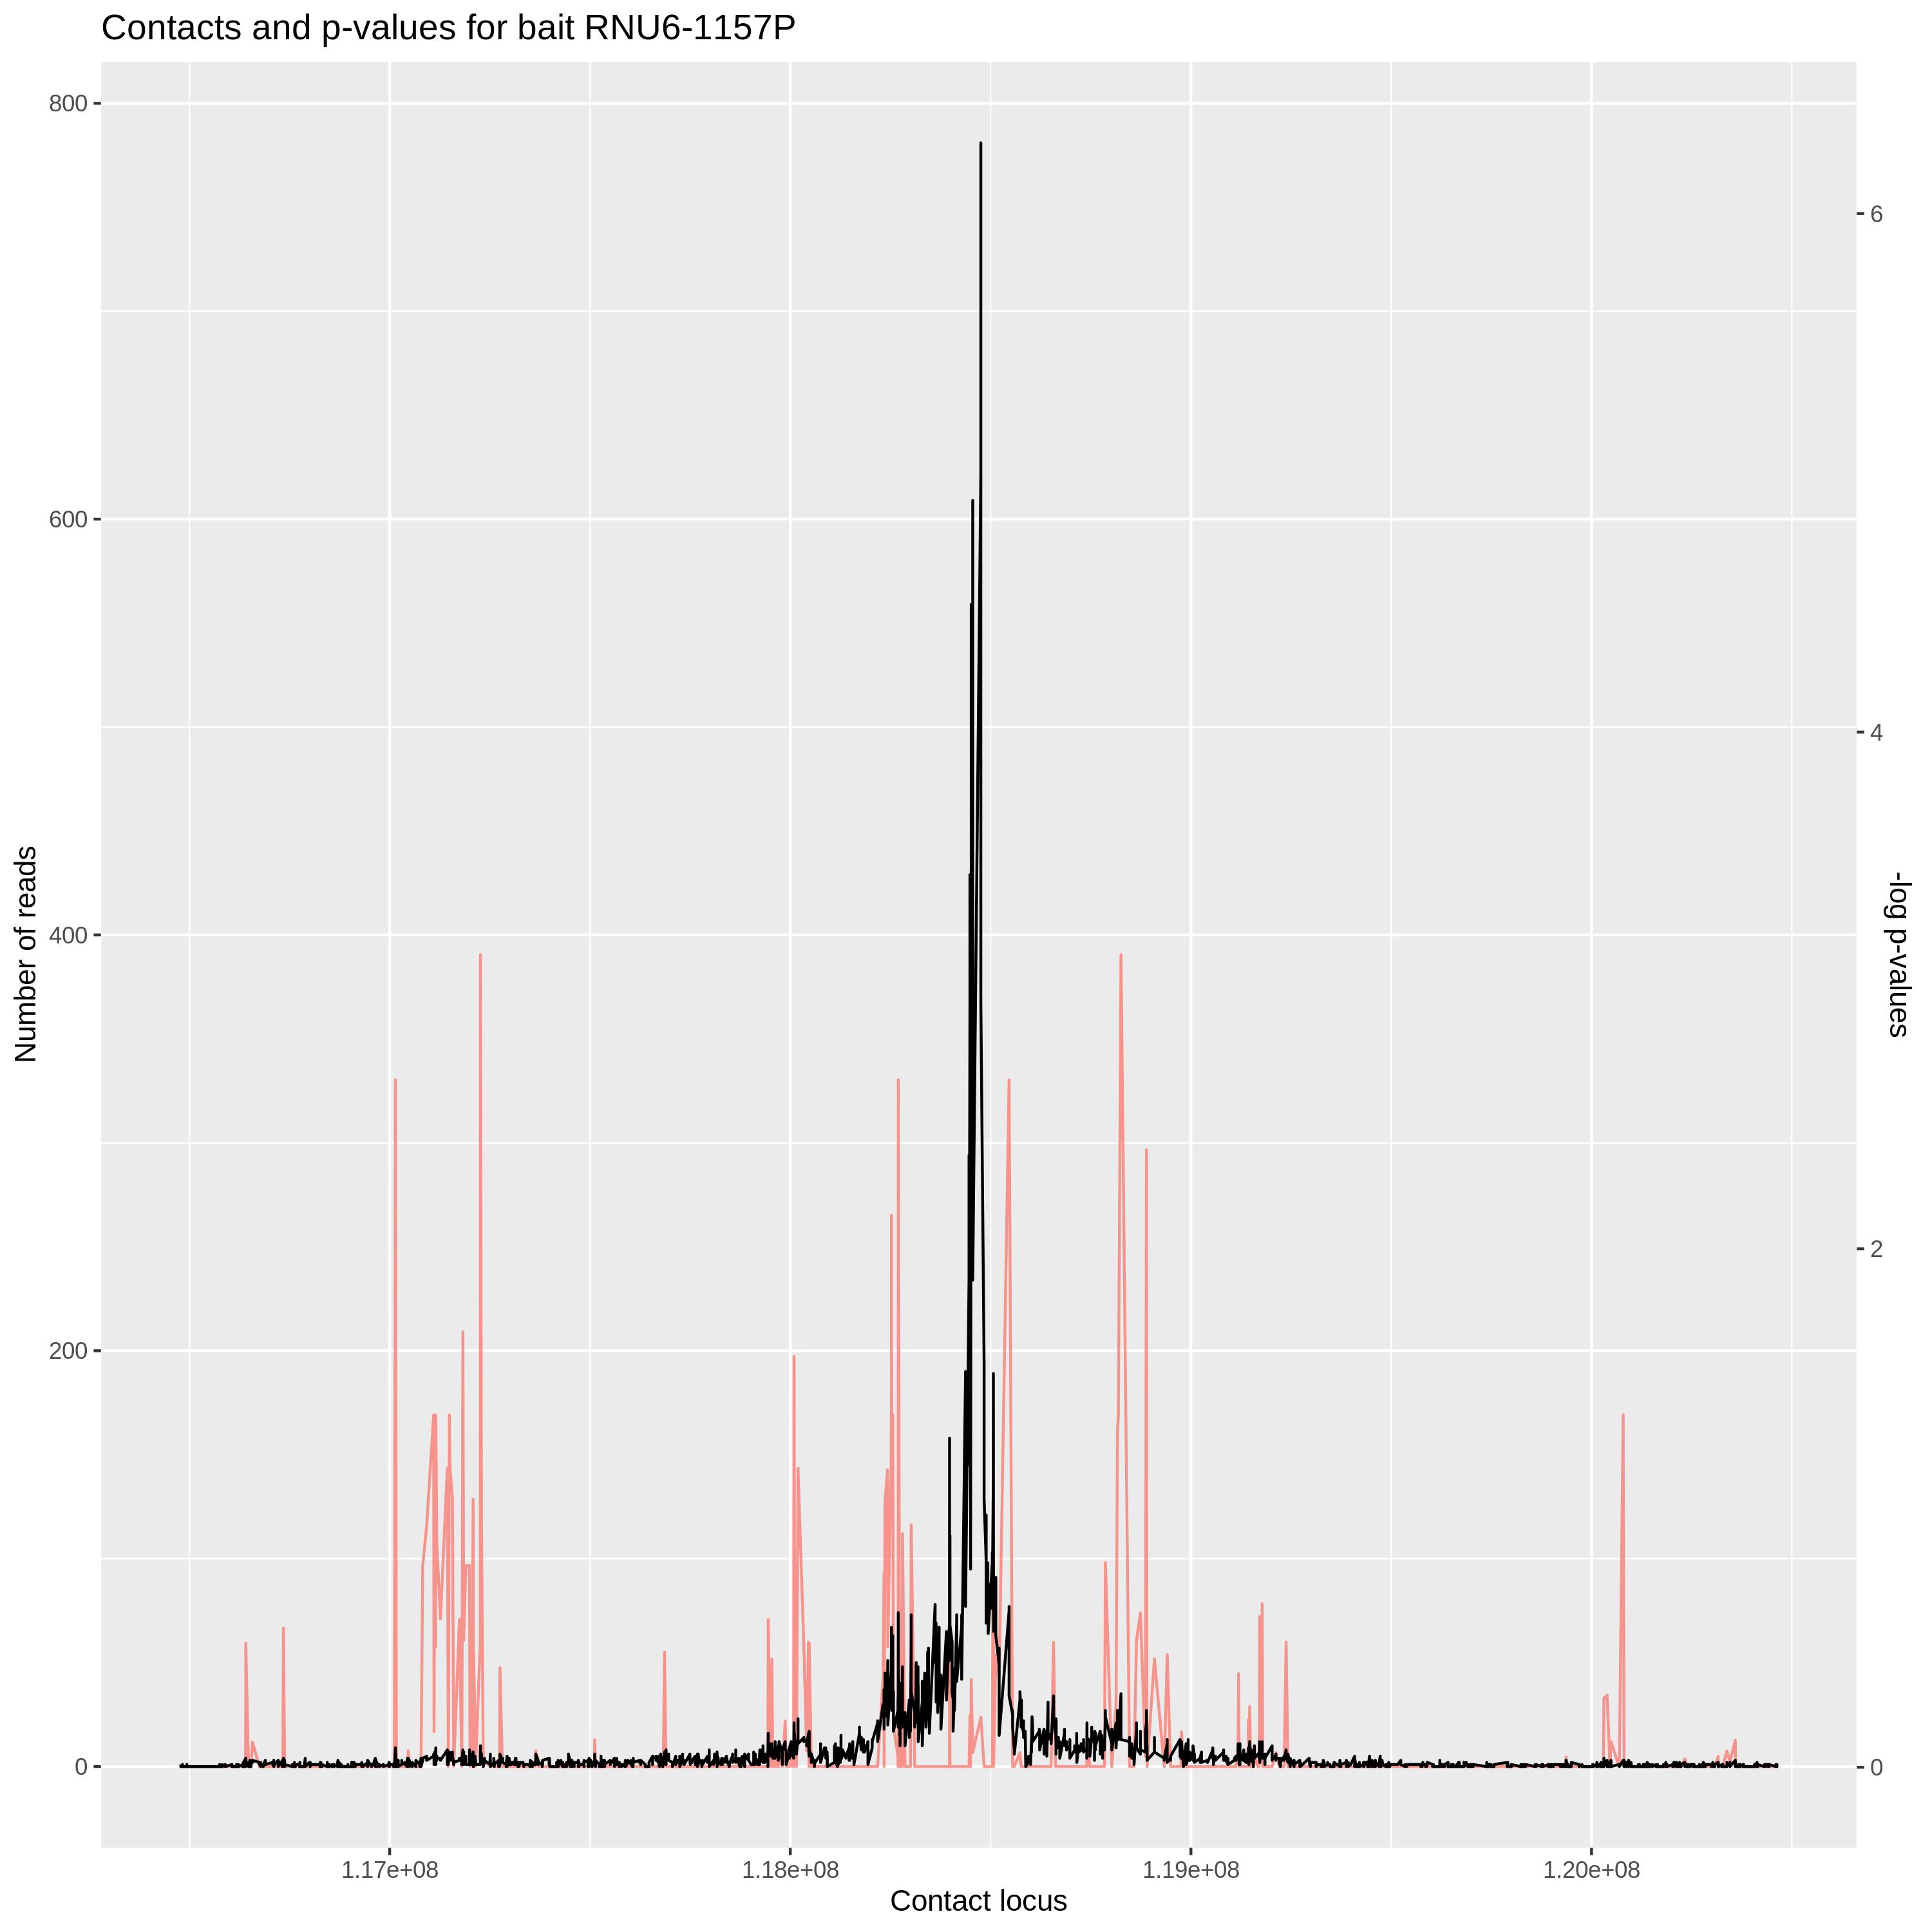 Contacts and p-values for bait RNU6-1157P
800
600
400
200
0
Number of reads
6
4
2
0
-log p-values
1.17e+08
1.18e+08
1.19e+08
1.20e+08
Contact locus